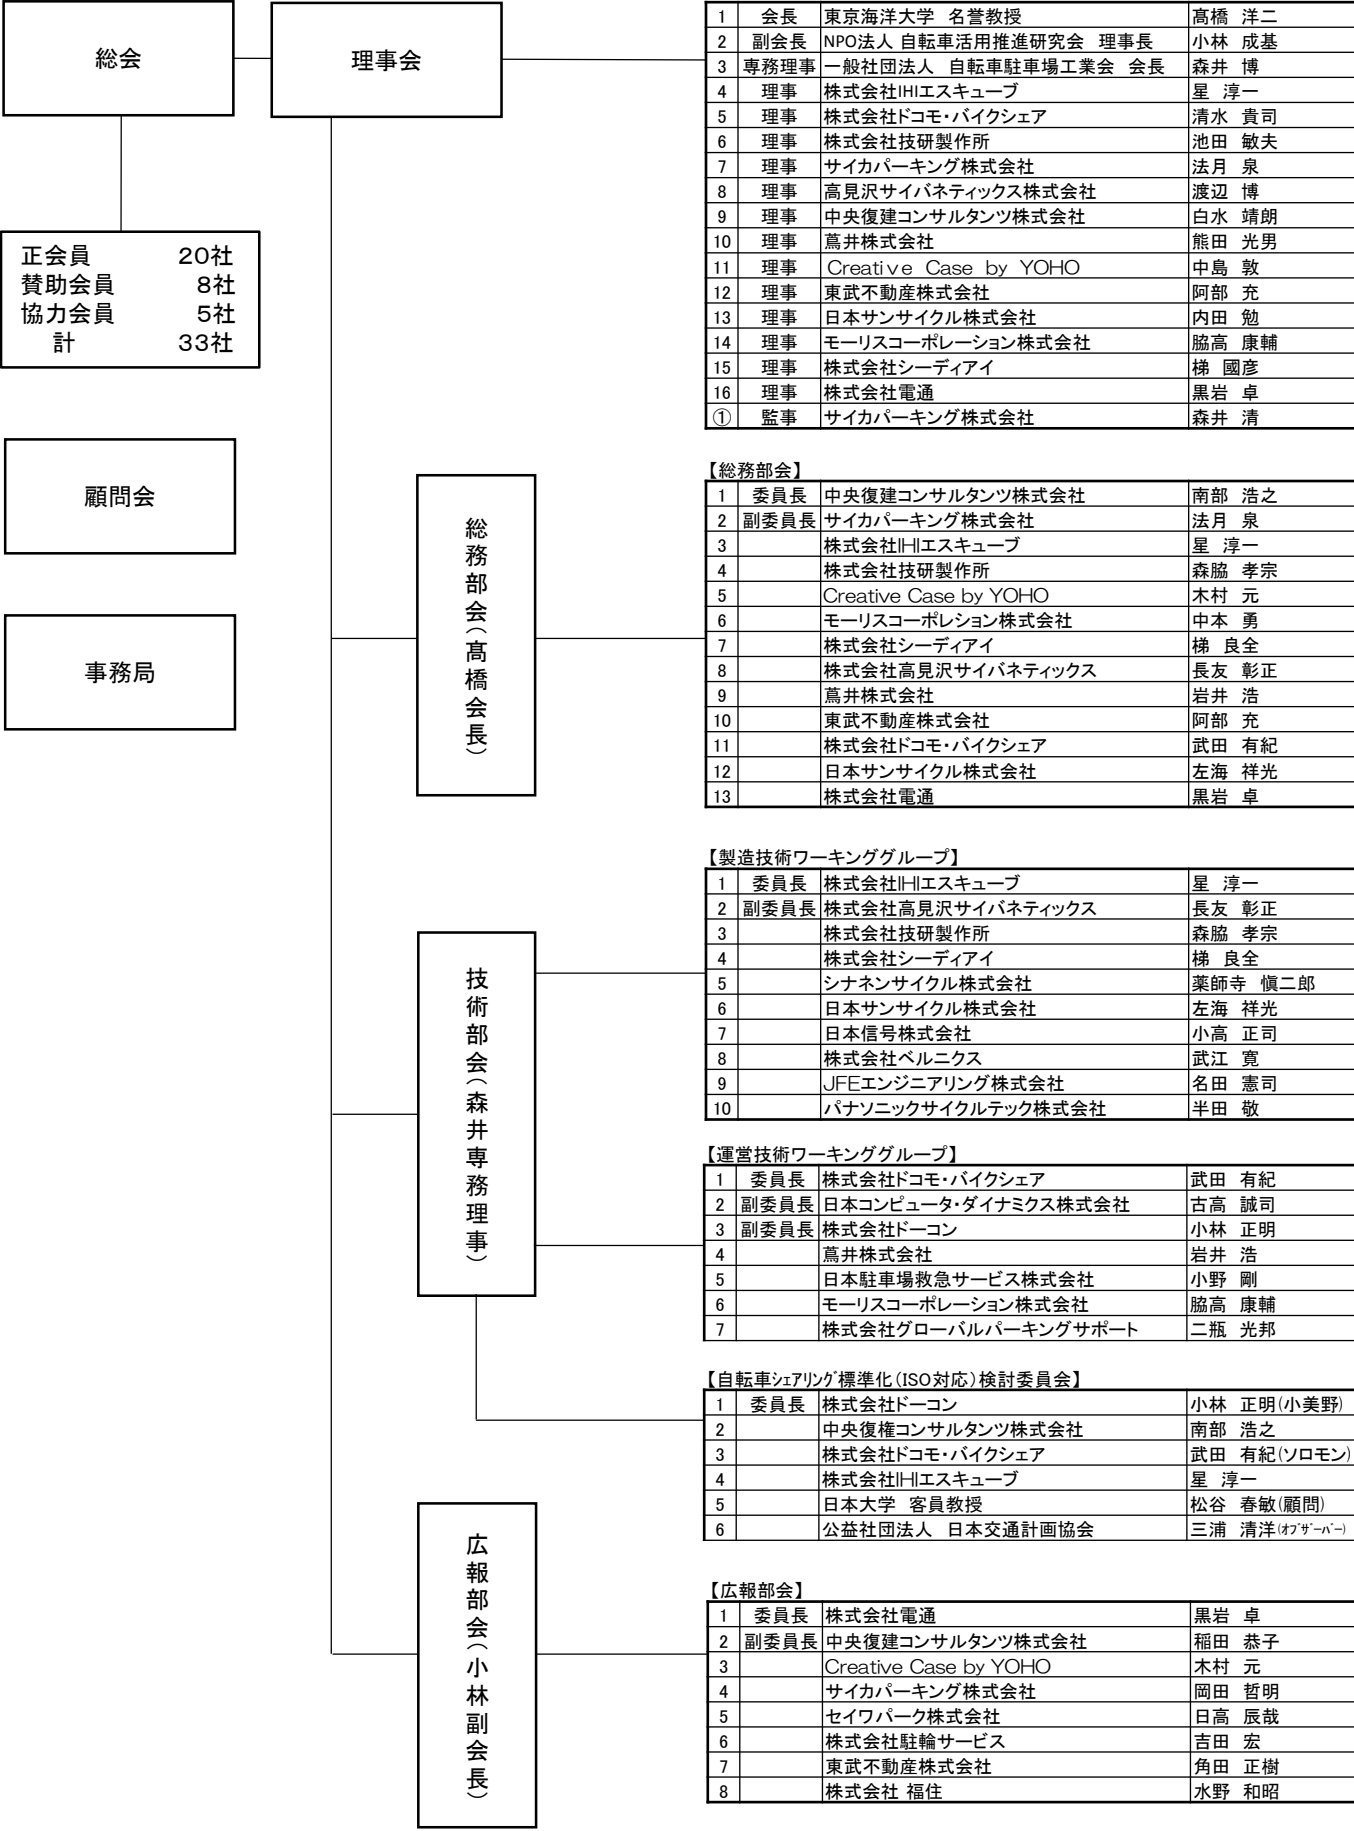 総会
理事会
正会員 20社
賛助会員 8社
協力会員 5社
計 33社
顧問会
事務局
総務部会(髙橋会長)
技術部会(森井専務理事)
広報部会(小林副会長)
1 会長 東京海洋大学 名誉教授 髙橋 洋二
2 副会長 NPO法人 自転車活用推進研究会 理事長 小林 成基
3 専務理事 一般社団法人 自転車駐車場工業会 会長 森井 博
4 理事 株式会社IHIエスキューブ 星 淳一
5 理事 株式会社ドコモ・バイクシェア 清水 貴司
6 理事 株式会社技研製作所 池田 敏夫
7 理事 サイカパーキング株式会社 法月 泉
8 理事 高見沢サイバネティックス株式会社 渡辺 博
9 理事 中央復建コンサルタンツ株式会社 白水 靖朗
10 理事 蔦井株式会社 熊田 光男
11 理事 Creative Case by YOHO 中島 敦
12 理事 東武不動産株式会社 阿部 充
13 理事 日本サンサイクル株式会社 内田 勉
14 理事 モーリスコーポレーション株式会社 脇高 康輔
15 理事 株式会社シーディアイ 梯 國彦
16 理事 株式会社電通 黒岩 卓
① 監事 サイカパーキング株式会社 森井 清
【総務部会】
1 委員長 中央復建コンサルタンツ株式会社 南部 浩之
2 副委員長 サイカパーキング株式会社 法月 泉
3 株式会社IHIエスキューブ 星 淳一
4 株式会社技研製作所 森脇 孝宗
5 Creative Case by YOHO 木村 元
6 モーリスコーポレション株式会社 中本 勇
7 株式会社シーディアイ 梯 良全
8 株式会社高見沢サイバネティックス 長友 彰正
9 蔦井株式会社 岩井 浩
10 東武不動産株式会社 阿部 充
11 株式会社ドコモ・バイクシェア 武田 有紀
12 日本サンサイクル株式会社 左海 祥光
13 株式会社電通 黒岩 卓
【製造技術ワーキンググループ】
1 委員長 株式会社IHIエスキューブ 星 淳一
2 副委員長 株式会社高見沢サイバネティックス 長友 彰正
3 株式会社技研製作所 森脇 孝宗
4 株式会社シーディアイ 梯 良全
5 シナネンサイクル株式会社 薬師寺 愼二郎
6 日本サンサイクル株式会社 左海 祥光
7 日本信号株式会社 小高 正司
8 株式会社ベルニクス 武江 寛
9 JFEエンジニアリング株式会社 名田 憲司
10 パナソニックサイクルテック株式会社 半田 敬
【運営技術ワーキンググループ】
1 委員長 株式会社ドコモ・バイクシェア 武田 有紀
2 副委員長 日本コンピュータ・ダイナミクス株式会社 古高 誠司
3 副委員長 株式会社ドーコン 小林 正明
4 蔦井株式会社 岩井 浩
5 日本駐車場救急サービス株式会社 小野 剛
6 モーリスコーポレーション株式会社 脇高 康輔
7 株式会社グローバルパーキングサポート 二瓶 光邦
【自転車ｼｪｱﾘﾝｸﾞ標準化(ISO対応)検討委員会】
1 委員長 株式会社ドーコン 小林 正明(小美野)
2 中央復権コンサルタンツ株式会社 南部 浩之
3 株式会社ドコモ・バイクシェア 武田 有紀(ソロモン)
4 株式会社IHIエスキューブ 星 淳一
5 日本大学 客員教授 松谷 春敏(顧問)
6 公益社団法人 日本交通計画協会 三浦 清洋(ｵﾌﾞｻﾞｰﾊﾞｰ)
【広報部会】
1 委員長 株式会社電通 黒岩 卓
2 副委員長 中央復建コンサルタンツ株式会社 稲田 恭子
3 Creative Case by YOHO 木村 元
4 サイカパーキング株式会社 岡田 哲明
5 セイワパーク株式会社 日高 辰哉
6 株式会社駐輪サービス 吉田 宏
7 東武不動産株式会社 角田 正樹
8 株式会社 福住 水野 和昭